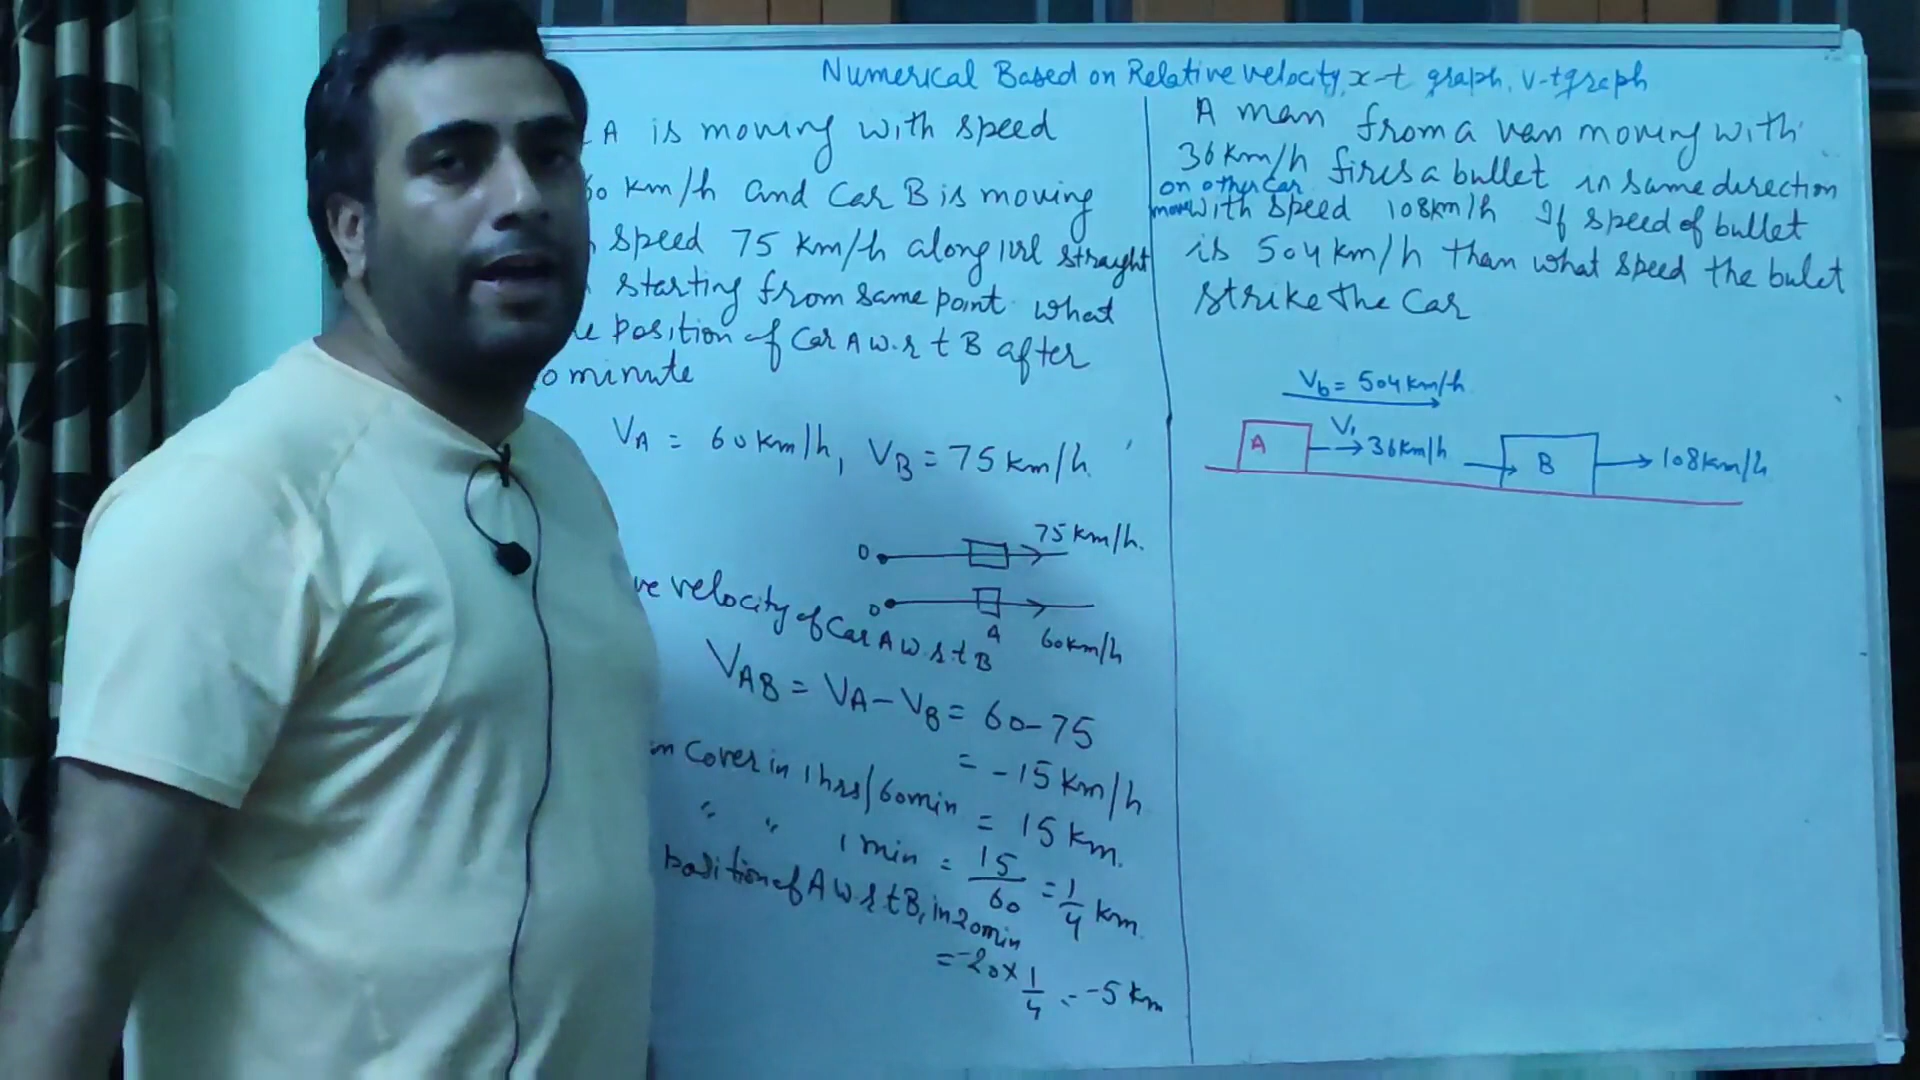 Numerical Based on Relative velocity, x-t graph, v-t graph
A is moving with speed
60 km/h and Car B is moving
speed 75 km/h along straght
starting from same point what
position of Car A w.r t B after
minute
VA = 60 km/h, VB = 75 km/h.
O 75 km/h.
O A 60 km/h
ve velocity of Car A w.r t B
VAB = VA - VB = 60 - 75
= - 15 km/h
Cover in 1 hrs/60 min = 15 km.
" " 1 min = 15/60 = 1/4 km
position of A w.r t B, in 20 min
= -20 x 1/4 = -5 km
A man from a van moving with
36 km/h fires a bullet in same direction
on other car
move with speed 108 km/h If speed of bullet
is 504 km/h than what speed the bulet
strike the Car
Vb = 504 km/h
A V1 36 km/h B 108 km/h